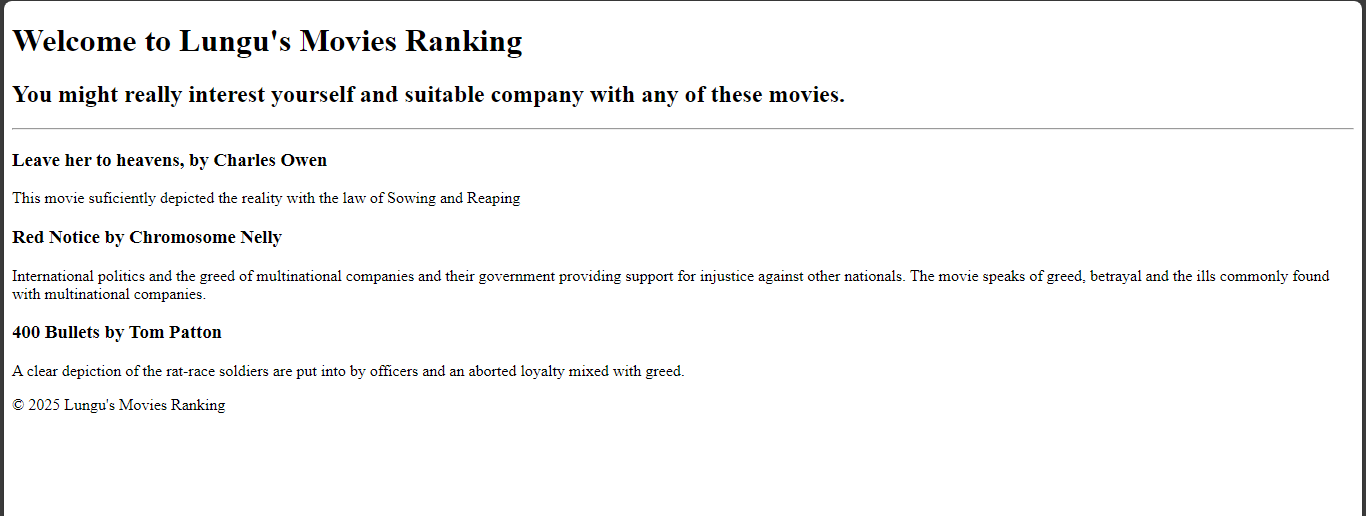 Welcome to Lungu's Movies Ranking
You might really interest yourself and suitable company with any of these movies.
Leave her to heavens, by Charles Owen
This movie suficiently depicted the reality with the law of Sowing and Reaping
Red Notice by Chromosome Nelly
International politics and the greed of multinational companies and their government providing support for injustice against other nationals. The movie speaks of greed, betrayal and the ills commonly found
with multinational companies.
400 Bullets by Tom Patton
A clear depiction of the rat-race soldiers are put into by officers and an aborted loyalty mixed with greed.
© 2025 Lungu's Movies Ranking